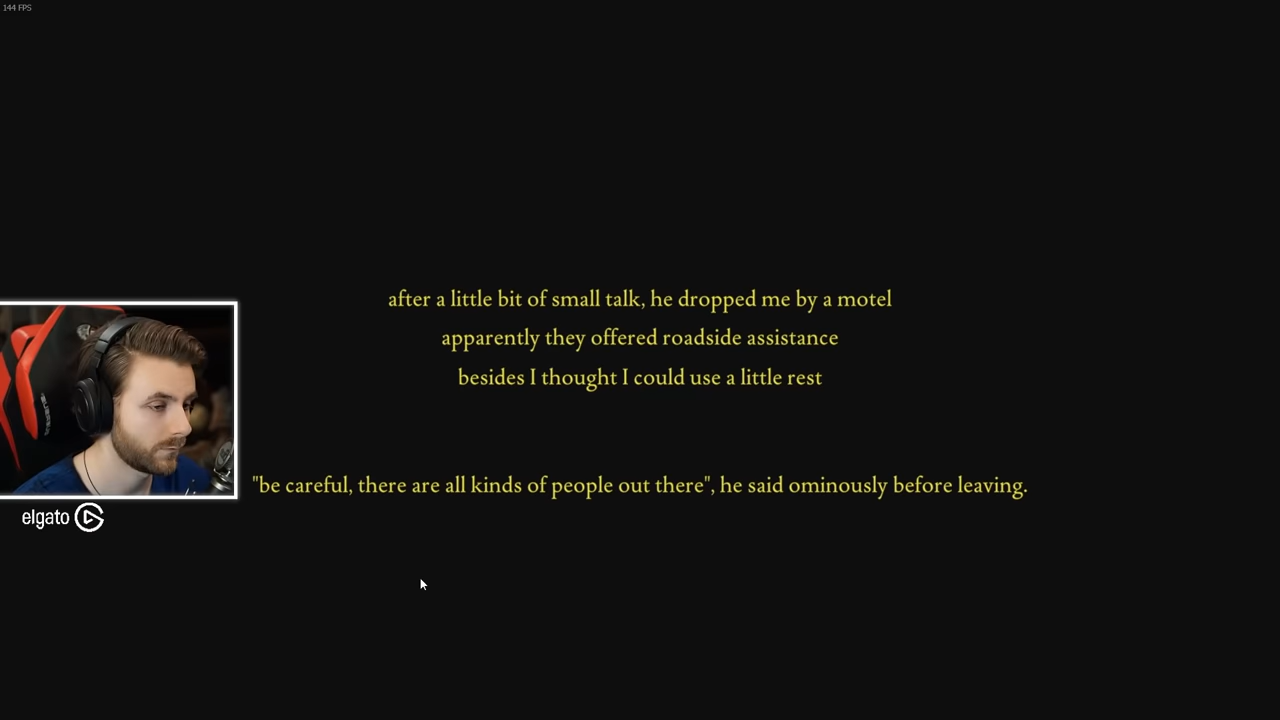 144 FPS
after a little bit of small talk, he dropped me by a motel
apparently they offered roadside assistance
besides I thought I could use a little rest
"be careful, there are all kinds of people out there", he said ominously before leaving.
elgato